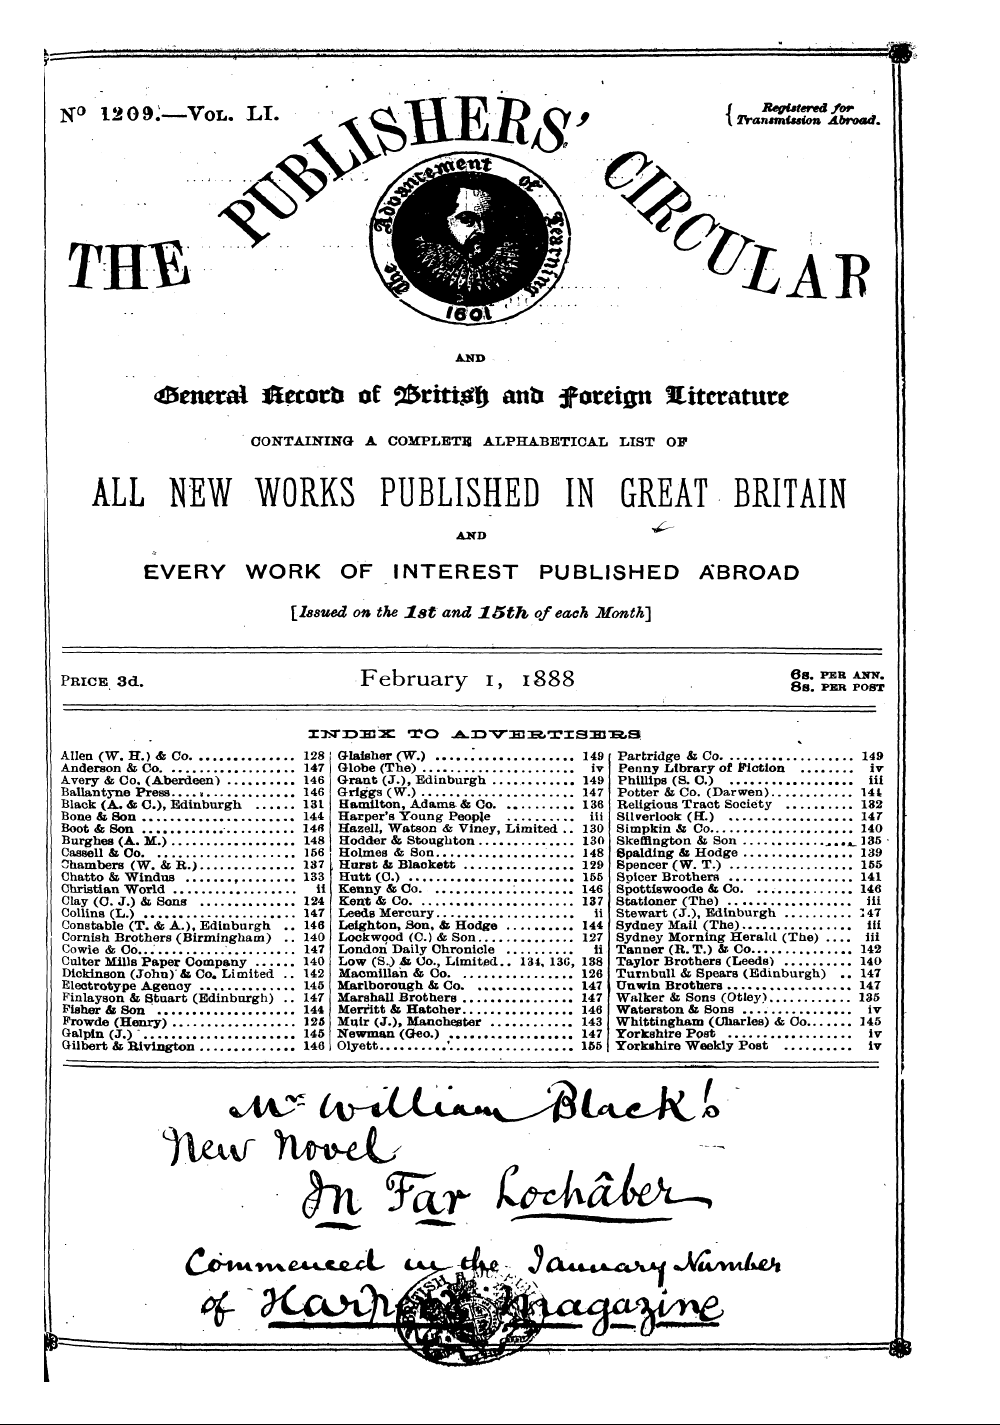 Nº 1209.—VOL. LI.
{ Registered for
Transmission Abroad.
THE PUBLISHERS' CIRCULAR
The Advancement of Learning
1601
AND
General Record of British and Foreign Literature
CONTAINING A COMPLETE ALPHABETICAL LIST OF
ALL NEW WORKS PUBLISHED IN GREAT BRITAIN
AND
EVERY WORK OF INTEREST PUBLISHED ABROAD
[Issued on the 1st and 15th of each Month]
PRICE 3d.
February 1, 1888
6s. PER ANN.
8s. PER POST
INDEX TO ADVERTISERS
Allen (W. H.) & Co. .............. 128
Anderson & Co. .................. 147
Avery & Co. (Aberdeen) .......... 146
Ballantyne Press.................. 146
Black (A. & C.), Edinburgh ...... 131
Bone & Son ...................... 144
Boot & Son ...................... 146
Burghes (A. M.).................. 148
Cassell & Co. .................... 156
Chambers (W. & R.).............. 137
Chatto & Windus ................ 133
Christian World .................. ii
Clay (C. J.) & Sons .............. 124
Collins (L.) ...................... 147
Constable (T. & A.), Edinburgh .. 146
Cornish Brothers (Birmingham) .. 140
Cowie & Co....................... 147
Culter Mills Paper Company ...... 140
Dickinson (John) & Co. Limited .. 142
Electrotype Agency .............. 145
Finlayson & Stuart (Edinburgh) .. 147
Fisher & Son .................... 144
Frowde (Henry).................. 125
Galpin (J.) ...................... 145
Gilbert & Rivington .............. 146
Glaisher (W.) .................... 149
Globe (The) ...................... iv
Grant (J.), Edinburgh ............ 149
Griggs (W.) ...................... 147
Hamilton, Adams & Co. .......... 136
Harper's Young People .......... iii
Hazell, Watson & Viney, Limited .. 130
Hodder & Stoughton.............. 130
Holmes & Son.................... 148
Hurst & Blackett ................ 129
Hutt (C.) ........................ 155
Kenny & Co. .................... 146
Kent & Co. ...................... 137
Leeds Mercury.................... ii
Leighton, Son, & Hodge .......... 144
Lockwood (C.) & Son.............. 127
London Daily Chronicle .......... ii
Low (S.) & Co., Limited.. 134, 136, 138
Macmillan & Co. ................ 126
Marlborough & Co. .............. 147
Marshall Brothers ................ 147
Merritt & Hatcher................ 146
Muir (J.), Manchester ............ 143
Newman (Geo.) .................. 147
Olyett............................ 155
Partridge & Co. .................. 149
Penny Library of Fiction ........ iv
Phillips (S. C.) .................. iii
Potter & Co. (Darwen)............ 141
Religious Tract Society .......... 132
Silverlock (H.) .................. 147
Simpkin & Co.................... 140
Skeffington & Son ................ 135
Spalding & Hodge ................ 139
Spencer (W. T.) .................. 155
Spicer Brothers .................. 141
Spottiswoode & Co. .............. 146
Stationer (The) .................. iii
Stewart (J.), Edinburgh .......... 147
Sydney Mail (The)................ iii
Sydney Morning Herald (The) .... iii
Tanner (R. T.) & Co............... 142
Taylor Brothers (Leeds) .......... 140
Turnbull & Spears (Edinburgh) .. 147
Unwin Brothers .................. 147
Walker & Sons (Otley)............ 135
Waterston & Sons ................ iv
Whittingham (Charles) & Co...... 145
Yorkshire Post .................. iv
Yorkshire Weekly Post .......... iv
Mr William Black's
New Novel
In Far Lochâber
Commenced in the January Number
of Harper's Magazine